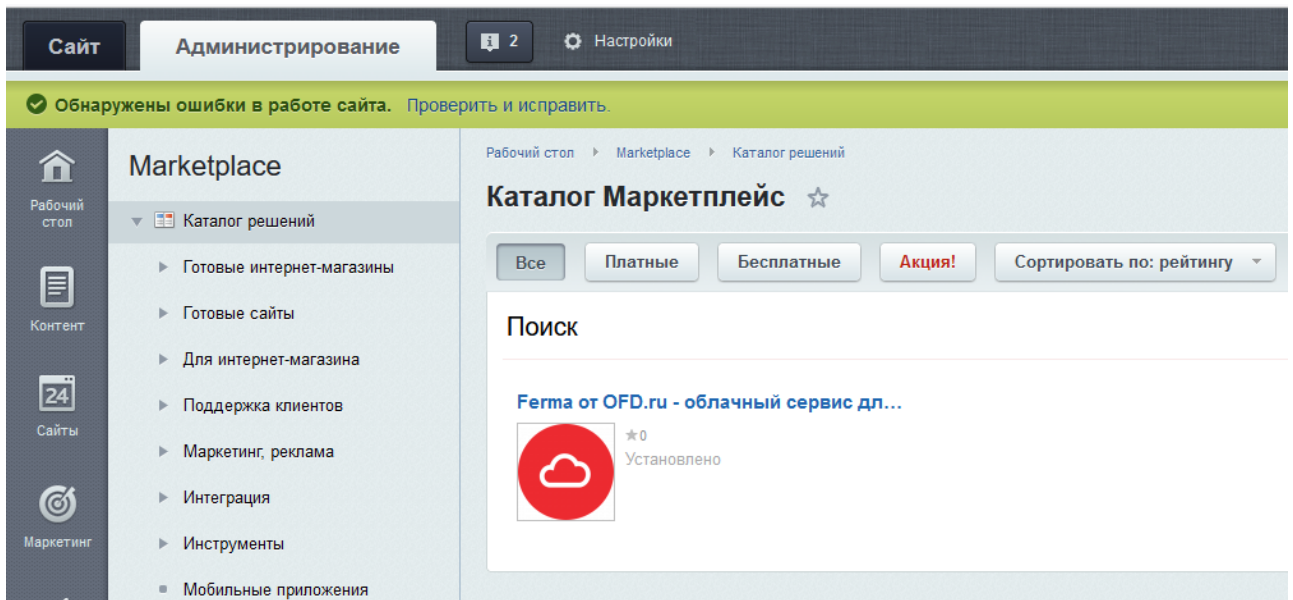 Сайт
Администрирование
2
Настройки
Обнаружены ошибки в работе сайта. Проверить и исправить.
Рабочий стол
Контент
24
Сайты
Маркетинг
Marketplace
Каталог решений
Готовые интернет-магазины
Готовые сайты
Для интернет-магазина
Поддержка клиентов
Маркетинг, реклама
Интеграция
Инструменты
Мобильные приложения
Рабочий стол Marketplace Каталог решений
Каталог Маркетплейс
Все Платные Бесплатные Акция! Сортировать по: рейтингу
Поиск
Ferma от OFD.ru - облачный сервис дл...
0
Установлено